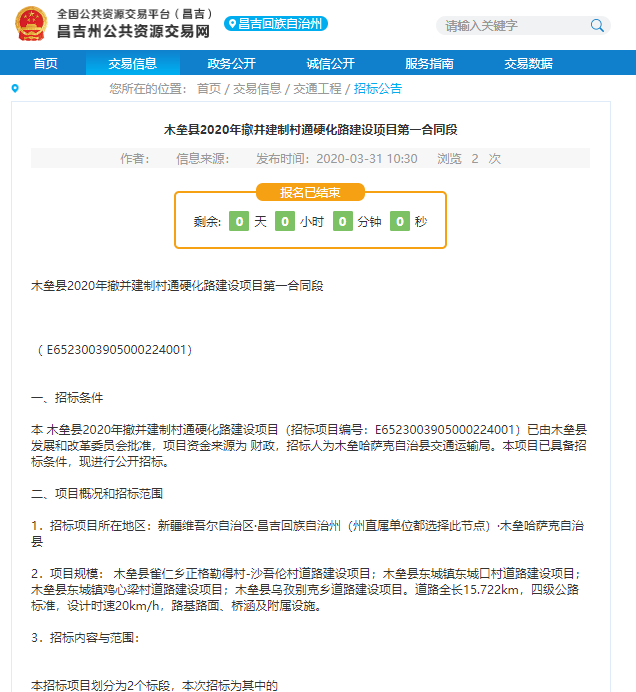 全国公共资源交易平台（昌吉）
昌吉州公共资源交易网
昌吉回族自治州
请输入关键字
首页 交易信息 政务公开 诚信公开 服务指南 交易数据
您所在的位置： 首页 / 交易信息 / 交通工程 / 招标公告
木垒县2020年撤并建制村通硬化路建设项目第一合同段
作者： 信息来源： 发布时间：2020-03-31 10:30 浏览 2 次
报名已结束
剩余: 0 天 0 小时 0 分钟 0 秒
木垒县2020年撤并建制村通硬化路建设项目第一合同段
（ E6523003905000224001）
一、招标条件
本 木垒县2020年撤并建制村通硬化路建设项目（招标项目编号：E6523003905000224001）已由木垒县
发展和改革委员会批准，项目资金来源为 财政，招标人为木垒哈萨克自治县交通运输局。本项目已具备招
标条件，现进行公开招标。
二、项目概况和招标范围
1．招标项目所在地区：新疆维吾尔自治区·昌吉回族自治州（州直属单位都选择此节点）·木垒哈萨克自治
县
2．项目规模： 木垒县雀仁乡正格勒得村-沙吾伦村道路建设项目；木垒县东城镇东城口村道路建设项目；
木垒县东城镇鸡心梁村道路建设项目；木垒县乌孜别克乡道路建设项目。道路全长15.722km，四级公路
标准，设计时速20km/h，路基路面、桥涵及附属设施。
3．招标内容与范围：
本招标项目划分为2个标段，本次招标为其中的